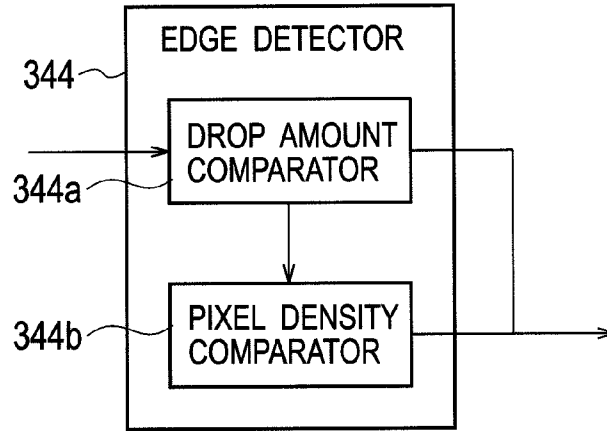 EDGE DETECTOR
344
DROP AMOUNT
COMPARATOR
344a
PIXEL DENSITY
COMPARATOR
344b